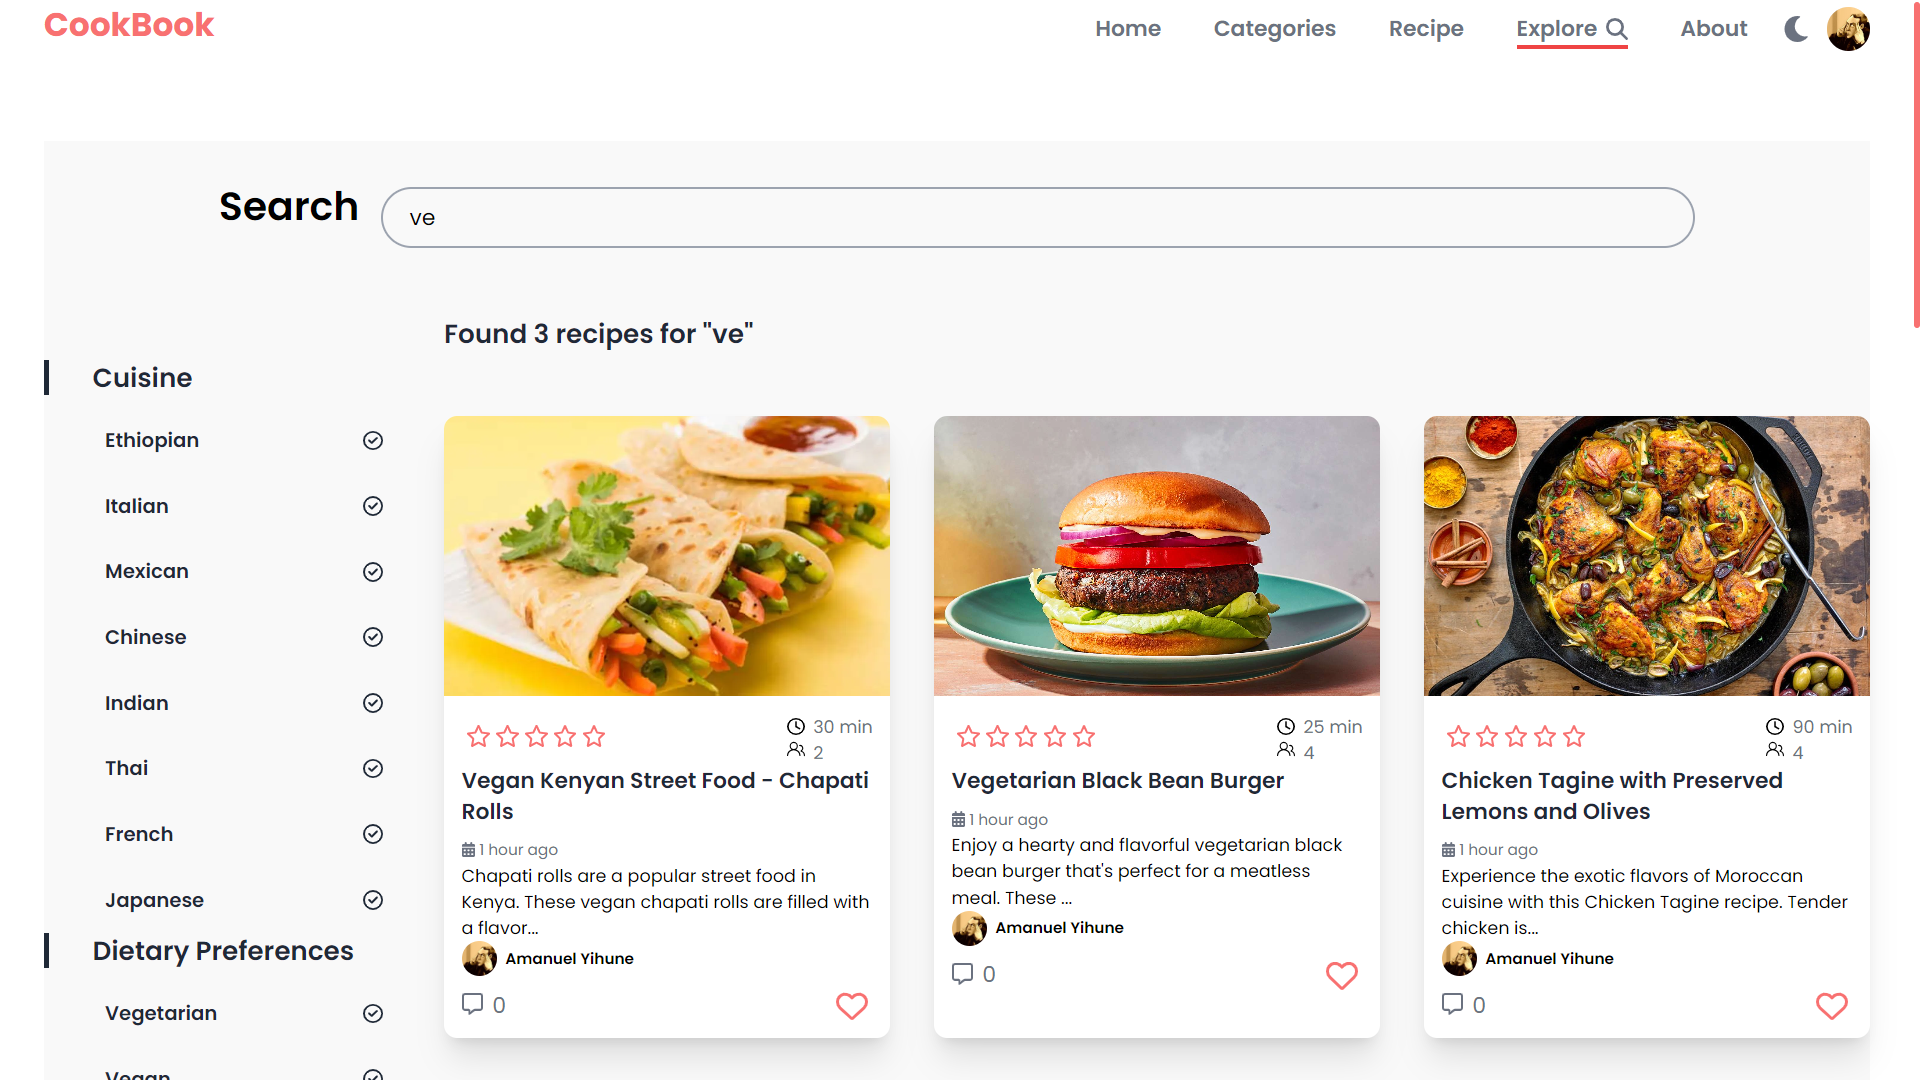 CookBook
Home
Categories
Recipe
Explore
About
Search
ve
Found 3 recipes for "ve"
Cuisine
Ethiopian
Italian
Mexican
Chinese
Indian
Thai
French
Japanese
Dietary Preferences
Vegetarian
Vegan
30 min
2
Vegan Kenyan Street Food - Chapati
Rolls
1 hour ago
Chapati rolls are a popular street food in
Kenya. These vegan chapati rolls are filled with
a flavor...
Amanuel Yihune
0
25 min
4
Vegetarian Black Bean Burger
1 hour ago
Enjoy a hearty and flavorful vegetarian black
bean burger that's perfect for a meatless
meal. These ...
Amanuel Yihune
0
90 min
4
Chicken Tagine with Preserved
Lemons and Olives
1 hour ago
Experience the exotic flavors of Moroccan
cuisine with this Chicken Tagine recipe. Tender
chicken is...
Amanuel Yihune
0